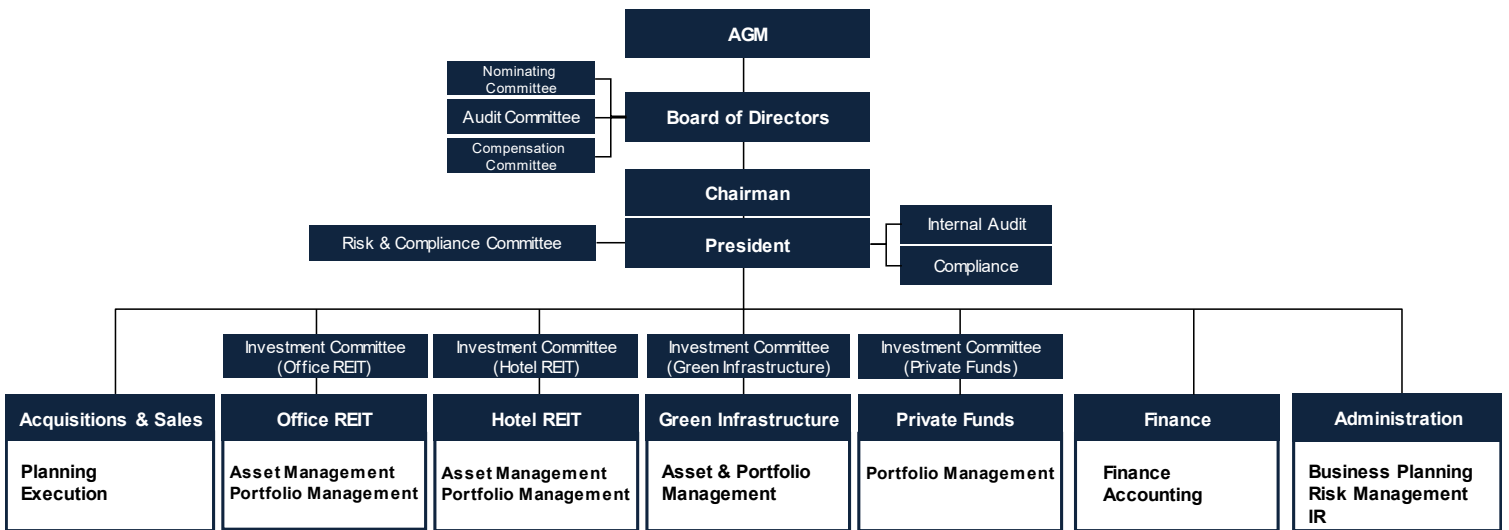 AGM
Nominating
Committee
Audit Committee
Board of Directors
Compensation
Committee
Chairman
Risk & Compliance Committee
President
Internal Audit
Compliance
Investment Committee
(Office REIT)
Investment Committee
(Hotel REIT)
Investment Committee
(Green Infrastructure)
Investment Committee
(Private Funds)
Acquisitions & Sales
Planning
Execution
Office REIT
Asset Management
Portfolio Management
Hotel REIT
Asset Management
Portfolio Management
Green Infrastructure
Asset & Portfolio
Management
Private Funds
Portfolio Management
Finance
Finance
Accounting
Administration
Business Planning
Risk Management
IR